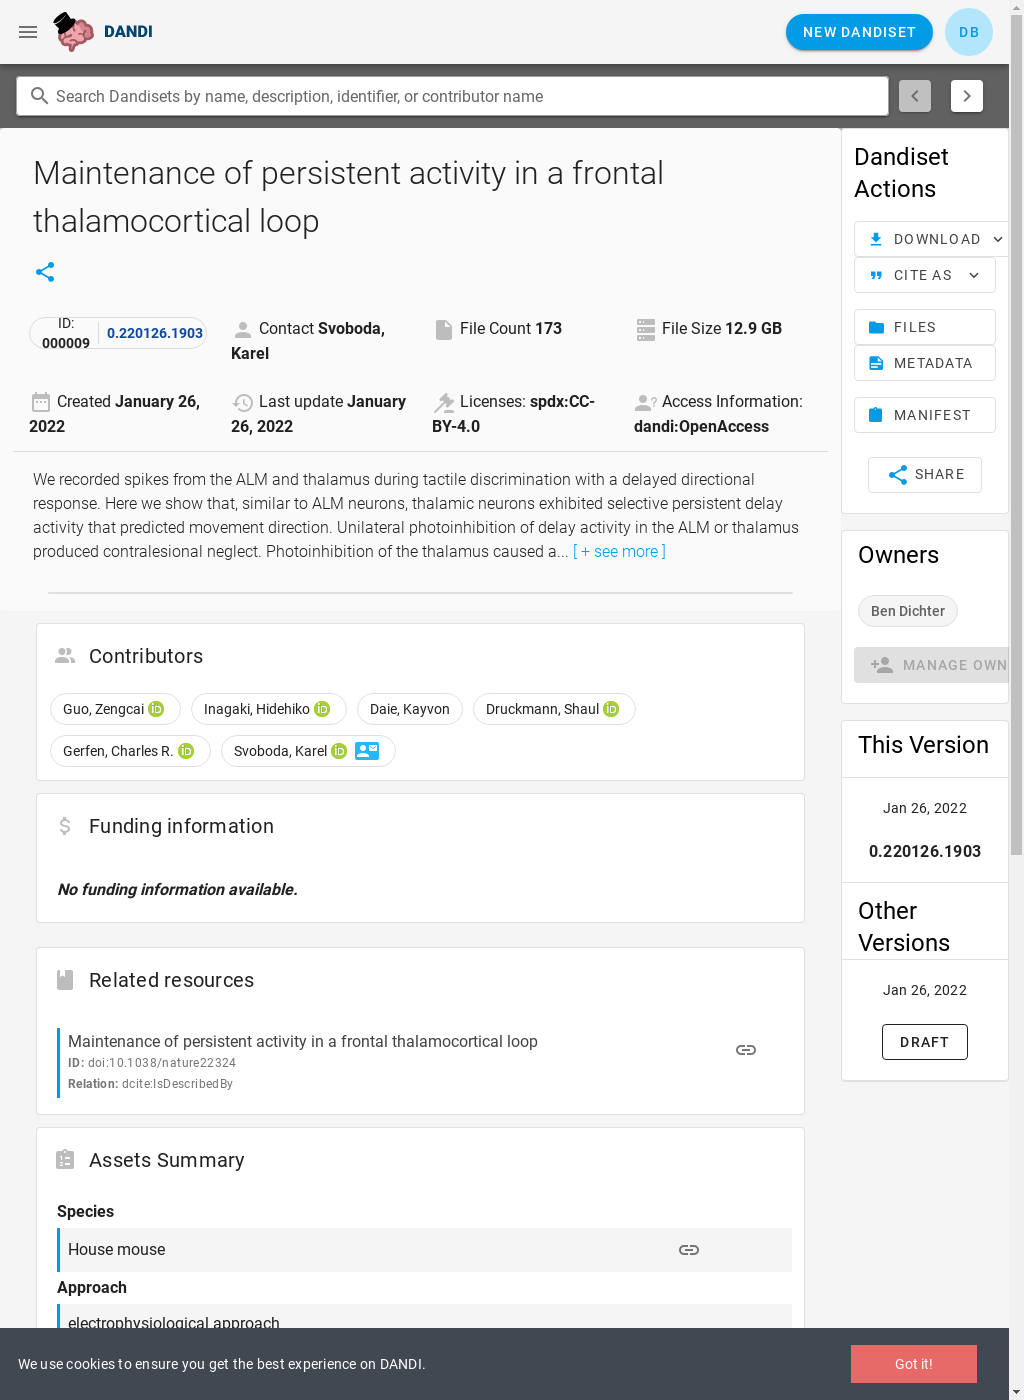 DANDI
NEW DANDISET
DB
Search Dandisets by name, description, identifier, or contributor name
Maintenance of persistent activity in a frontal
thalamocortical loop
ID:
000009
0.220126.1903
Contact Svoboda,
Karel
File Count 173
File Size 12.9 GB
Created January 26,
2022
Last update January
26, 2022
Licenses: spdx:CC-
BY-4.0
Access Information:
dandi:OpenAccess
We recorded spikes from the ALM and thalamus during tactile discrimination with a delayed directional
response. Here we show that, similar to ALM neurons, thalamic neurons exhibited selective persistent delay
activity that predicted movement direction. Unilateral photoinhibition of delay activity in the ALM or thalamus
produced contralesional neglect. Photoinhibition of the thalamus caused a... [ + see more ]
Contributors
Guo, Zengcai iD
Inagaki, Hidehiko iD
Daie, Kayvon
Druckmann, Shaul iD
Gerfen, Charles R. iD
Svoboda, Karel iD
Funding information
No funding information available.
Related resources
Maintenance of persistent activity in a frontal thalamocortical loop
ID: doi:10.1038/nature22324
Relation: dcite:IsDescribedBy
Assets Summary
Species
House mouse
Approach
electrophysiological approach
Dandiset
Actions
DOWNLOAD
CITE AS
FILES
METADATA
MANIFEST
SHARE
Owners
Ben Dichter
MANAGE OWN
This Version
Jan 26, 2022
0.220126.1903
Other
Versions
Jan 26, 2022
DRAFT
We use cookies to ensure you get the best experience on DANDI.
Got it!